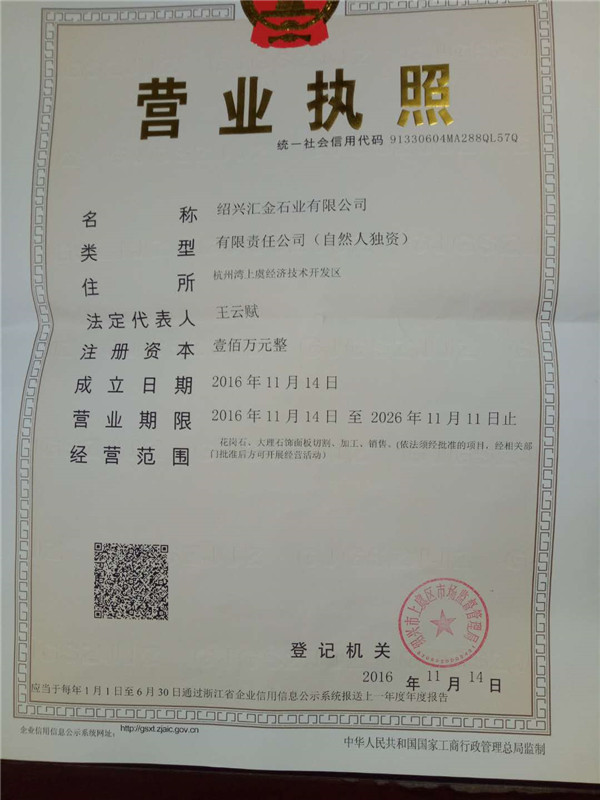 营业执照
统一社会信用代码 91330604MA288QL57Q
名称 绍兴汇金石业有限公司
类型 有限责任公司（自然人独资）
住所 杭州湾上虞经济技术开发区
法定代表人 王云赋
注册资本 壹佰万元整
成立日期 2016年11月14日
营业期限 2016年11月14日 至 2026年11月11日止
经营范围 花岗石、大理石饰面板切割、加工、销售。(依法须经批准的项目，经相关部
门批准后方可开展经营活动)
绍兴市上虞区市场监督管理局
登记机关
2016年11月14日
应当于每年1月1日至6月30日通过浙江省企业信用信息公示系统报送上一年度年度报告
企业信用信息公示系统网址： http://gsxt.zjaic.gov.cn
中华人民共和国国家工商行政管理总局监制